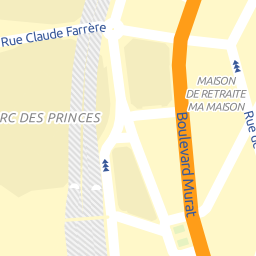 Rue Claude Farrère
MAISON
DE RETRAITE
MA MAISON
RC DES PRINCES
Boulevard Murat
Rue de